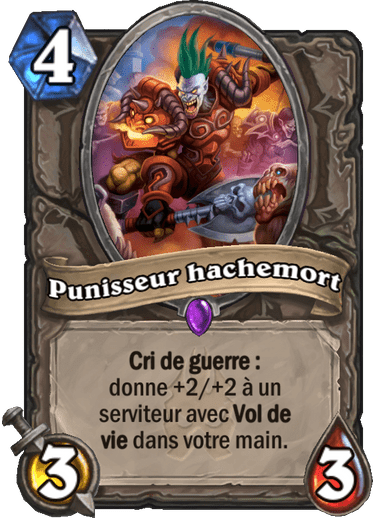 4
Punisseur hachemort
Cri de guerre :
donne +2/+2 à un
serviteur avec Vol de
vie dans votre main.
3
3